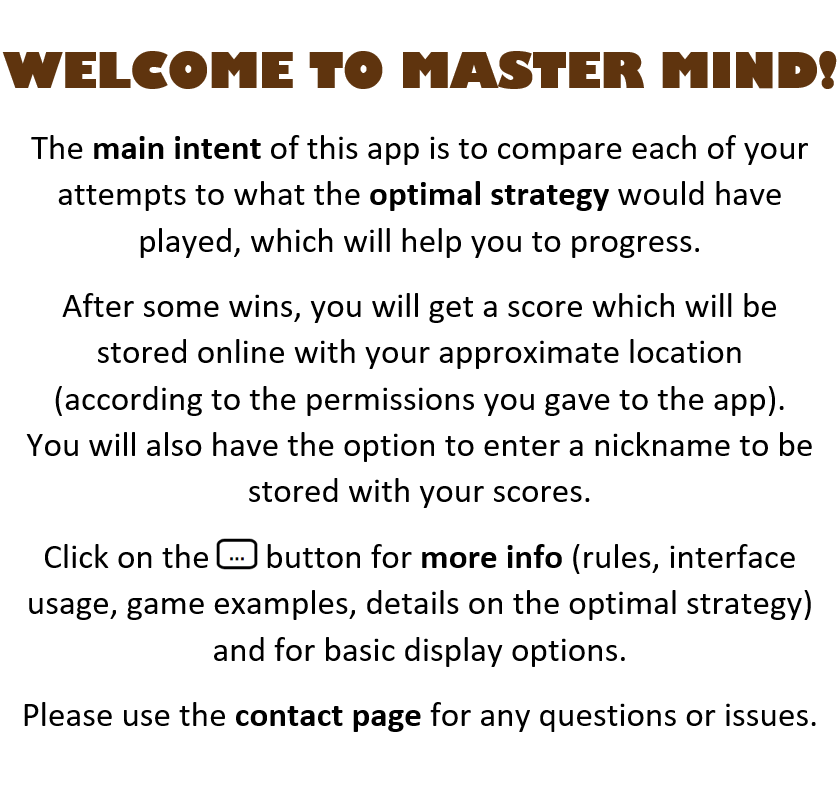 WELCOME TO MASTER MIND!
The main intent of this app is to compare each of your
attempts to what the optimal strategy would have
played, which will help you to progress.
After some wins, you will get a score which will be
stored online with your approximate location
(according to the permissions you gave to the app).
You will also have the option to enter a nickname to be
stored with your scores.
Click on the ... button for more info (rules, interface
usage, game examples, details on the optimal strategy)
and for basic display options.
Please use the contact page for any questions or issues.